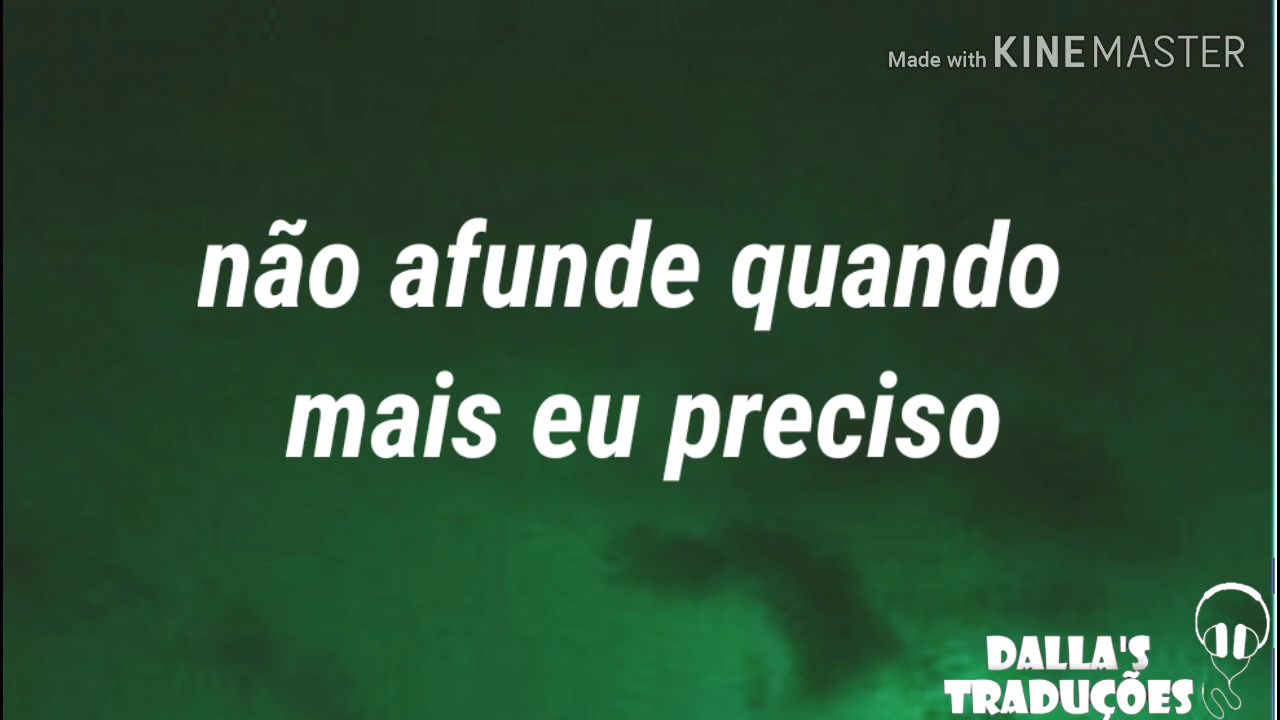 Made with KINEMASTER
não afunde quando
mais eu preciso
DALLA'S
TRADUÇÕES